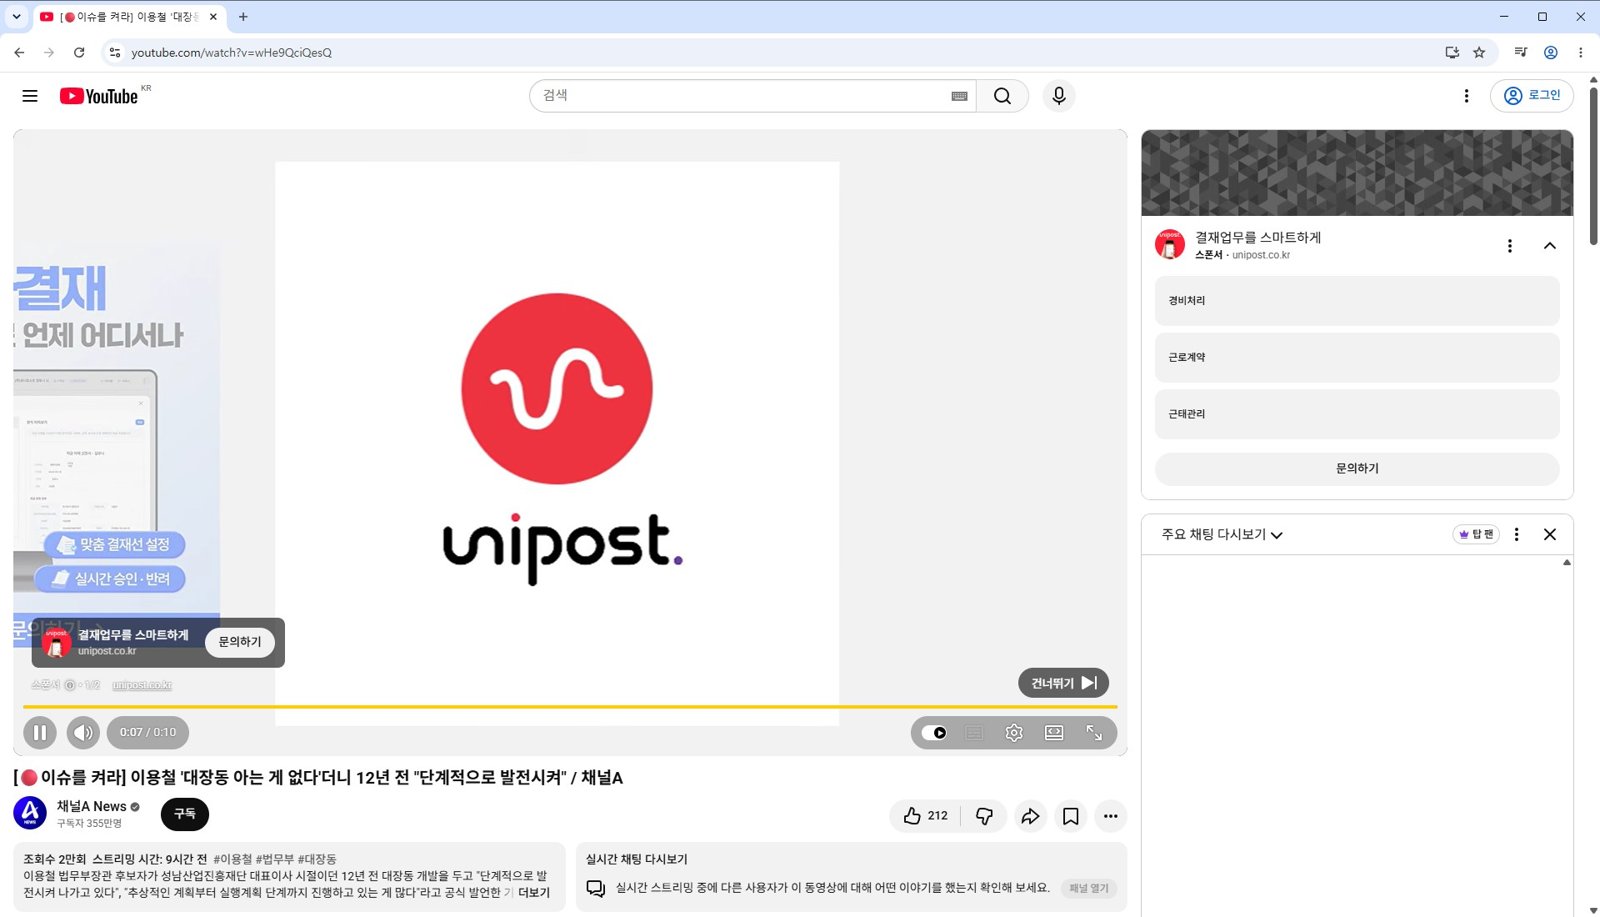 [🔴이슈를 켜라] 이용철 '대장동
youtube.com/watch?v=wHe9QciQesQ
YouTube KR
검색
로그인
결재
언제 어디서나
맞춤 결재선 설정
실시간 승인·반려
unipost.
결재업무를 스마트하게
unipost.co.kr
문의하기
스폰서 · 1/2 unipost.co.kr
건너뛰기
0:07 / 0:10
결재업무를 스마트하게
스폰서 · unipost.co.kr
경비처리
근로계약
근태관리
문의하기
주요 채팅 다시보기
탑 팬
[🔴이슈를 켜라] 이용철 '대장동 아는 게 없다'더니 12년 전 "단계적으로 발전시켜" / 채널A
채널A News
구독자 355만명
구독
212
조회수 2만회 스트리밍 시간: 9시간 전 #이용철 #법무부 #대장동
이용철 법무부장관 후보자가 성남산업진흥재단 대표이사 시절이던 12년 전 대장동 개발을 두고 "단계적으로 발
전시켜 나가고 있다", "추상적인 계획부터 실행계획 단계까지 진행하고 있는 게 많다"라고 공식 발언한 기 더보기
실시간 채팅 다시보기
실시간 스트리밍 중에 다른 사용자가 이 동영상에 대해 어떤 이야기를 했는지 확인해 보세요.
패널 열기